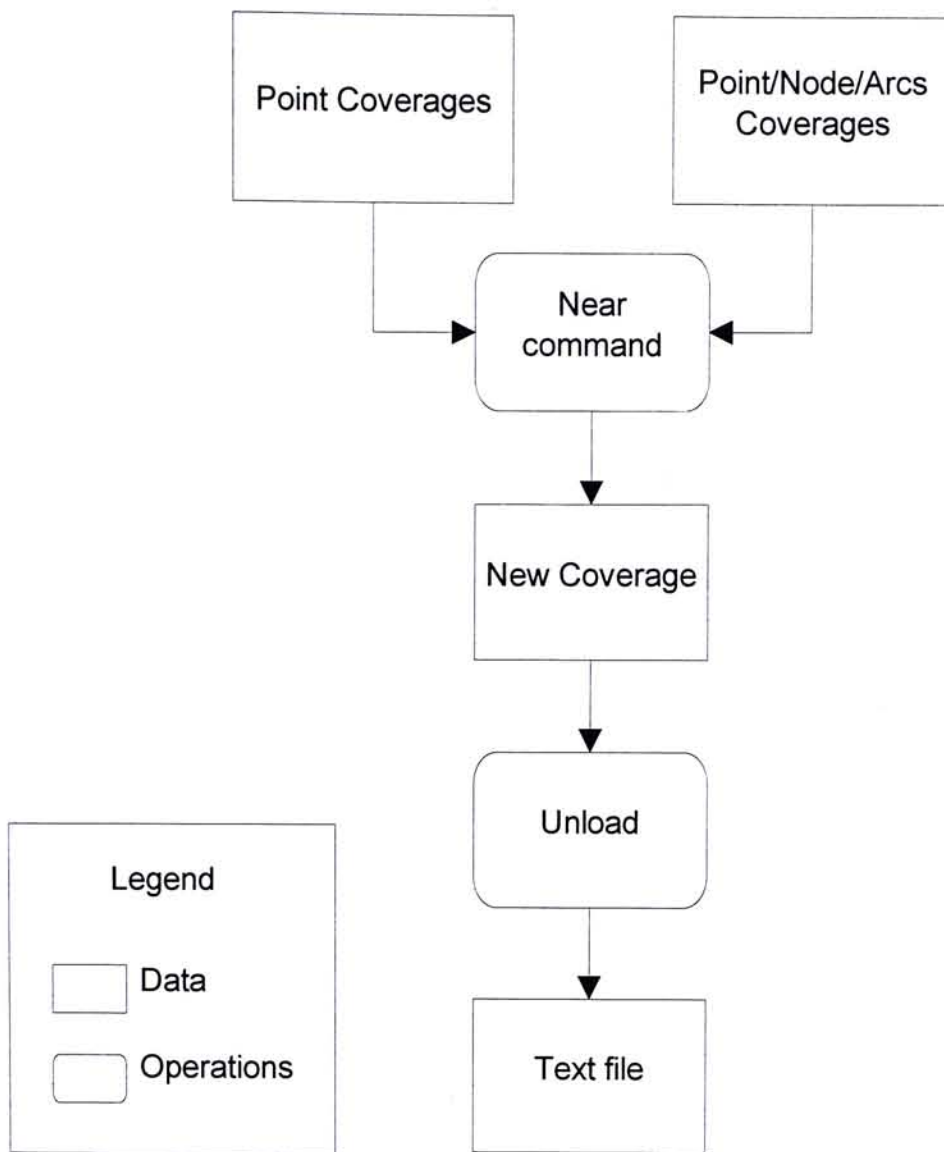 Point Coverages
Point/Node/Arcs
Coverages
Near
command
New Coverage
Unload
Legend
Data
Operations
Text file